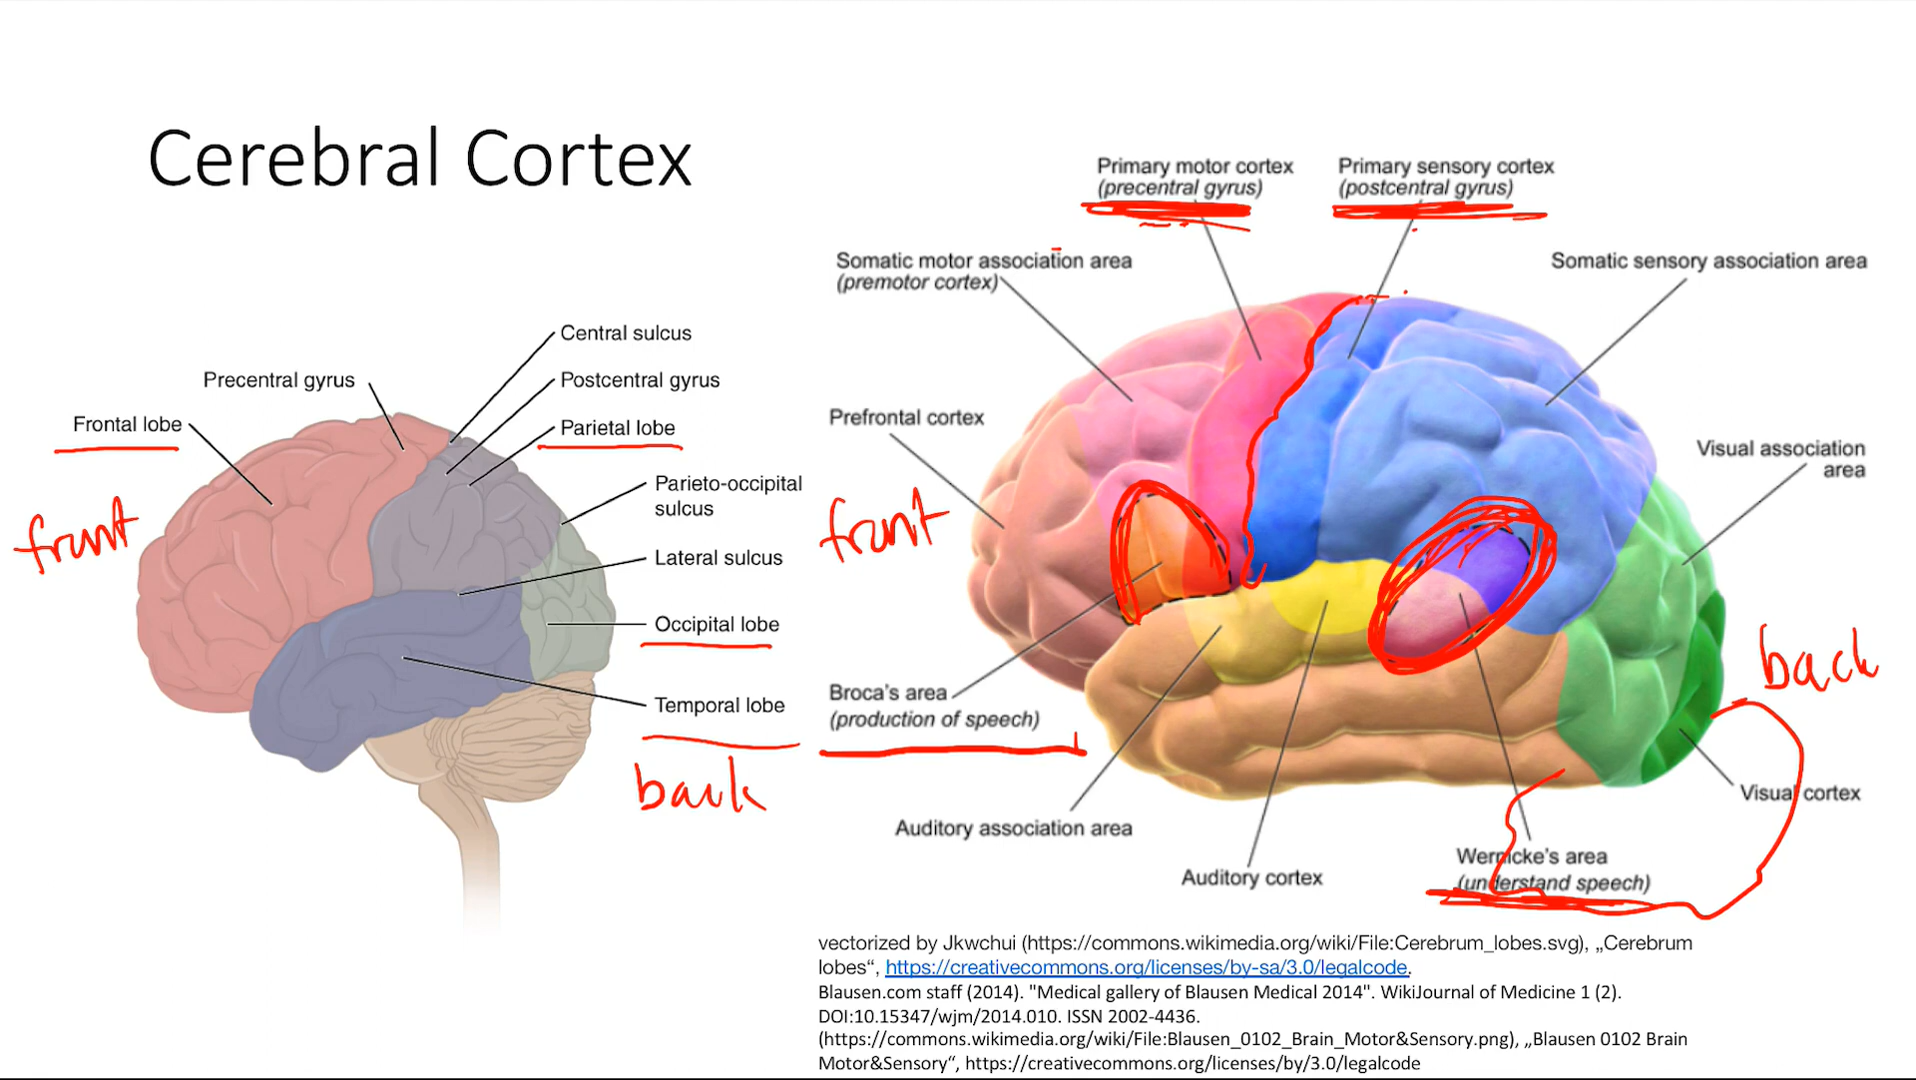 Cerebral Cortex
Central sulcus
Precentral gyrus
Postcentral gyrus
Frontal lobe
Parietal lobe
Parieto-occipital
sulcus
front
Lateral sulcus
Occipital lobe
Temporal lobe
back
Primary motor cortex
(precentral gyrus)
Primary sensory cortex
(postcentral gyrus)
Somatic motor association area
(premotor cortex)
Somatic sensory association area
Prefrontal cortex
Visual association
area
front
back
Broca's area
(production of speech)
Visual cortex
Auditory association area
Auditory cortex
Wernicke's area
(understand speech)
vectorized by Jkwchui (https://commons.wikimedia.org/wiki/File:Cerebrum_lobes.svg), „Cerebrum
lobes“, https://creativecommons.org/licenses/by-sa/3.0/legalcode.
Blausen.com staff (2014). "Medical gallery of Blausen Medical 2014". WikiJournal of Medicine 1 (2).
DOI:10.15347/wjm/2014.010. ISSN 2002-4436.
(https://commons.wikimedia.org/wiki/File:Blausen_0102_Brain_Motor&Sensory.png), „Blausen 0102 Brain
Motor&Sensory“, https://creativecommons.org/licenses/by/3.0/legalcode